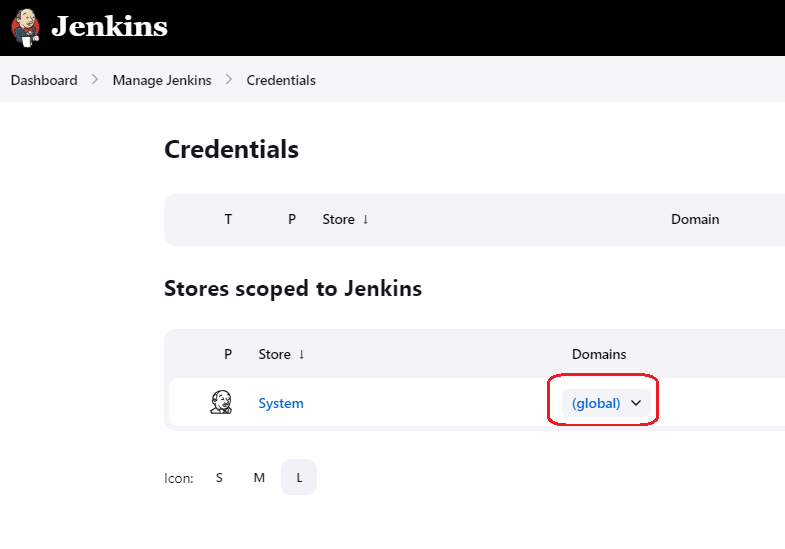 Jenkins
Dashboard > Manage Jenkins > Credentials
Credentials
T P Store ↓ Domain
Stores scoped to Jenkins
P Store ↓ Domains
System (global)
Icon: S M L